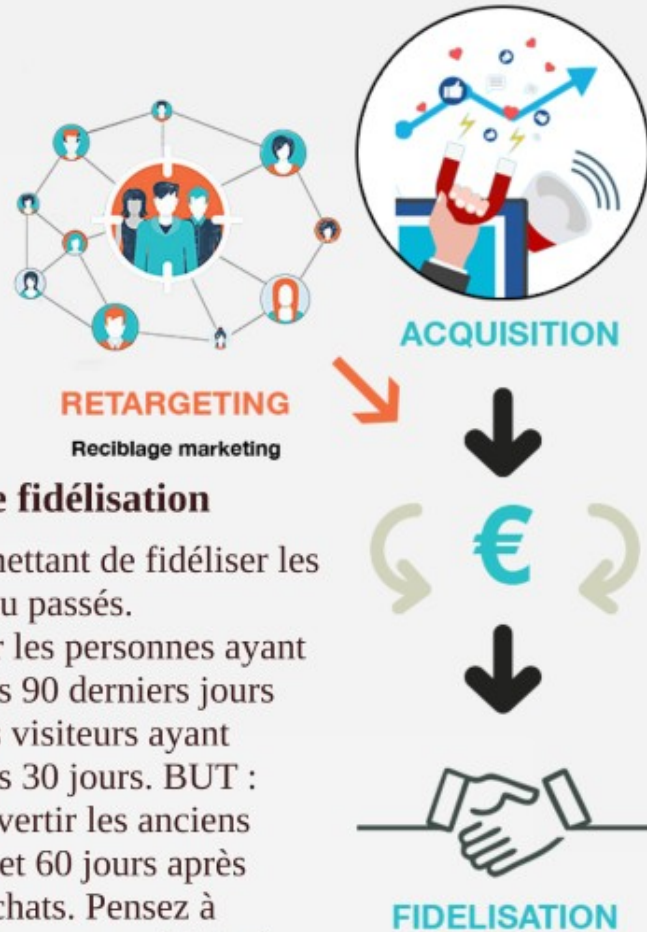 ACQUISITION
RETARGETING
Reciblage marketing
e fidélisation
nettant de fidéliser les
u passés.
r les personnes ayant
s 90 derniers jours
s visiteurs ayant
s 30 jours. BUT :
vertir les anciens
et 60 jours après
chats. Pensez à
€
FIDELISATION